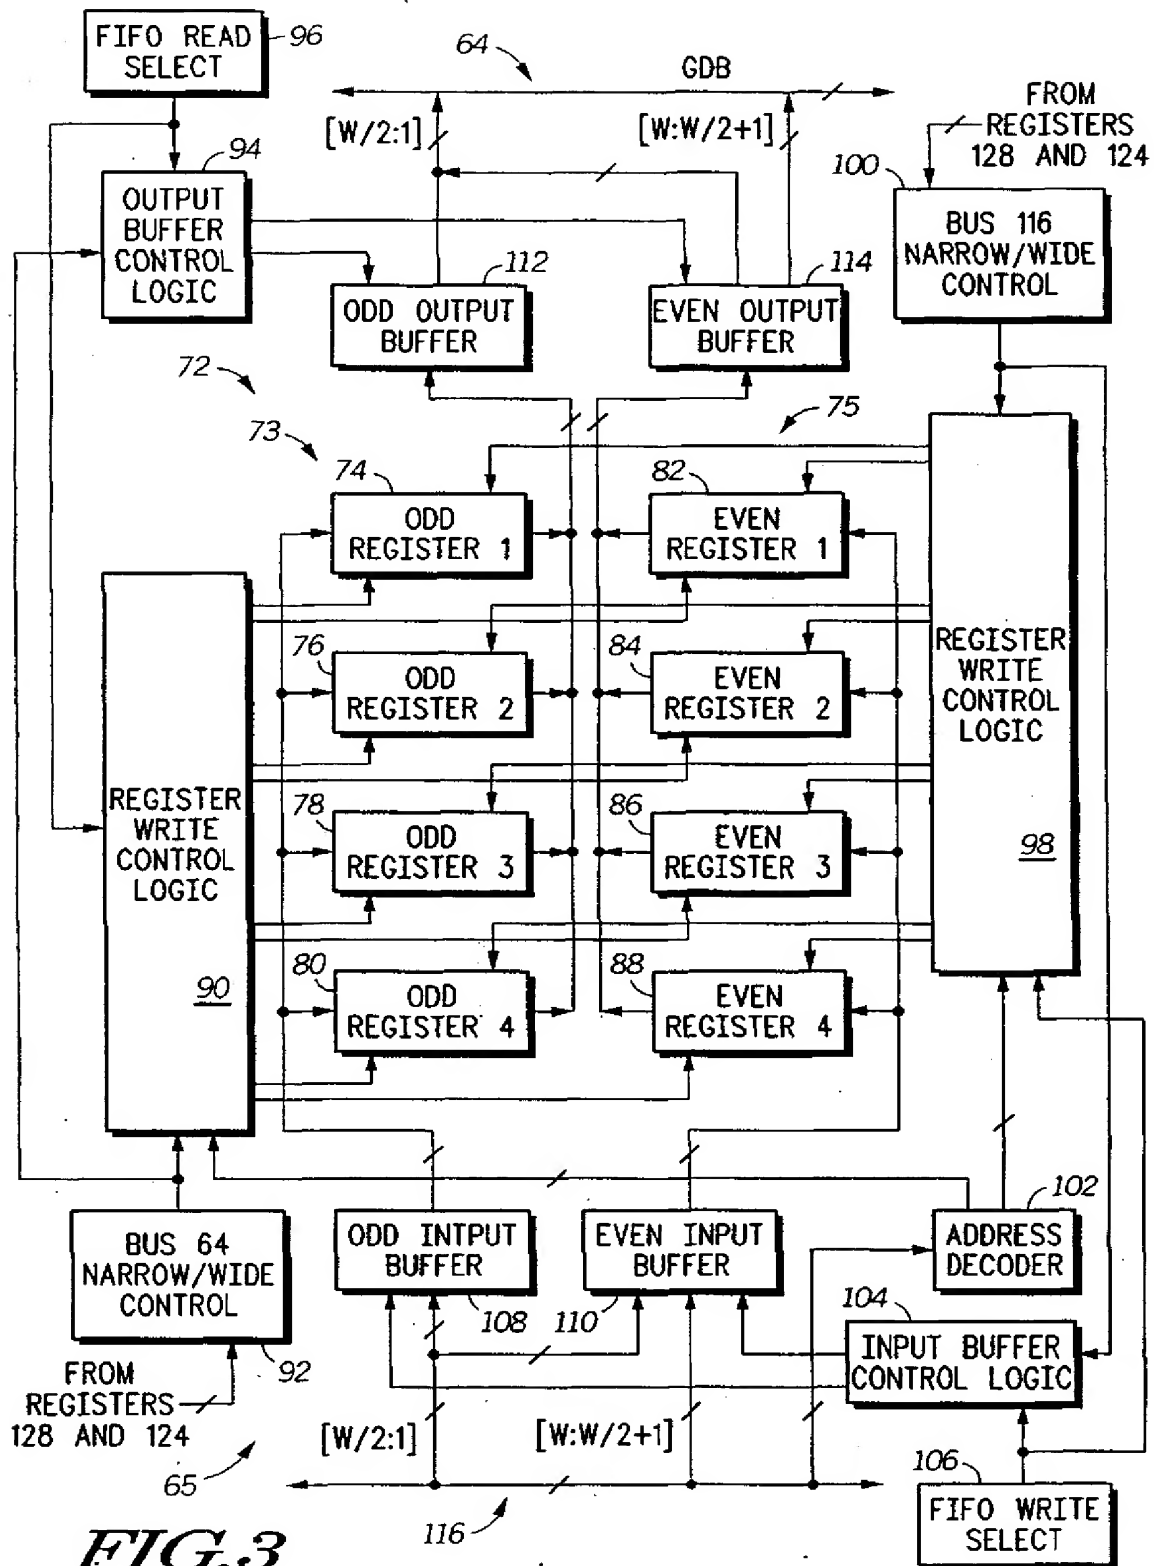 FIFO READ
SELECT
96
64
GDB
[W/2:1]
[W:W/2+1]
FROM
REGISTERS
128 AND 124
94
OUTPUT
BUFFER
CONTROL
LOGIC
100
BUS 116
NARROW/WIDE
CONTROL
112
ODD OUTPUT
BUFFER
114
EVEN OUTPUT
BUFFER
72
73
75
74
ODD
REGISTER 1
82
EVEN
REGISTER 1
76
ODD
REGISTER 2
84
EVEN
REGISTER 2
REGISTER
WRITE
CONTROL
LOGIC
98
REGISTER
WRITE
CONTROL
LOGIC
90
78
ODD
REGISTER 3
86
EVEN
REGISTER 3
80
ODD
REGISTER 4
88
EVEN
REGISTER 4
BUS 64
NARROW/WIDE
CONTROL
92
ODD INTPUT
BUFFER
108
EVEN INPUT
BUFFER
110
102
ADDRESS
DECODER
104
INPUT BUFFER
CONTROL LOGIC
FROM
REGISTERS
128 AND 124
[W/2:1]
[W:W/2+1]
65
116
106
FIFO WRITE
SELECT
FIG.3